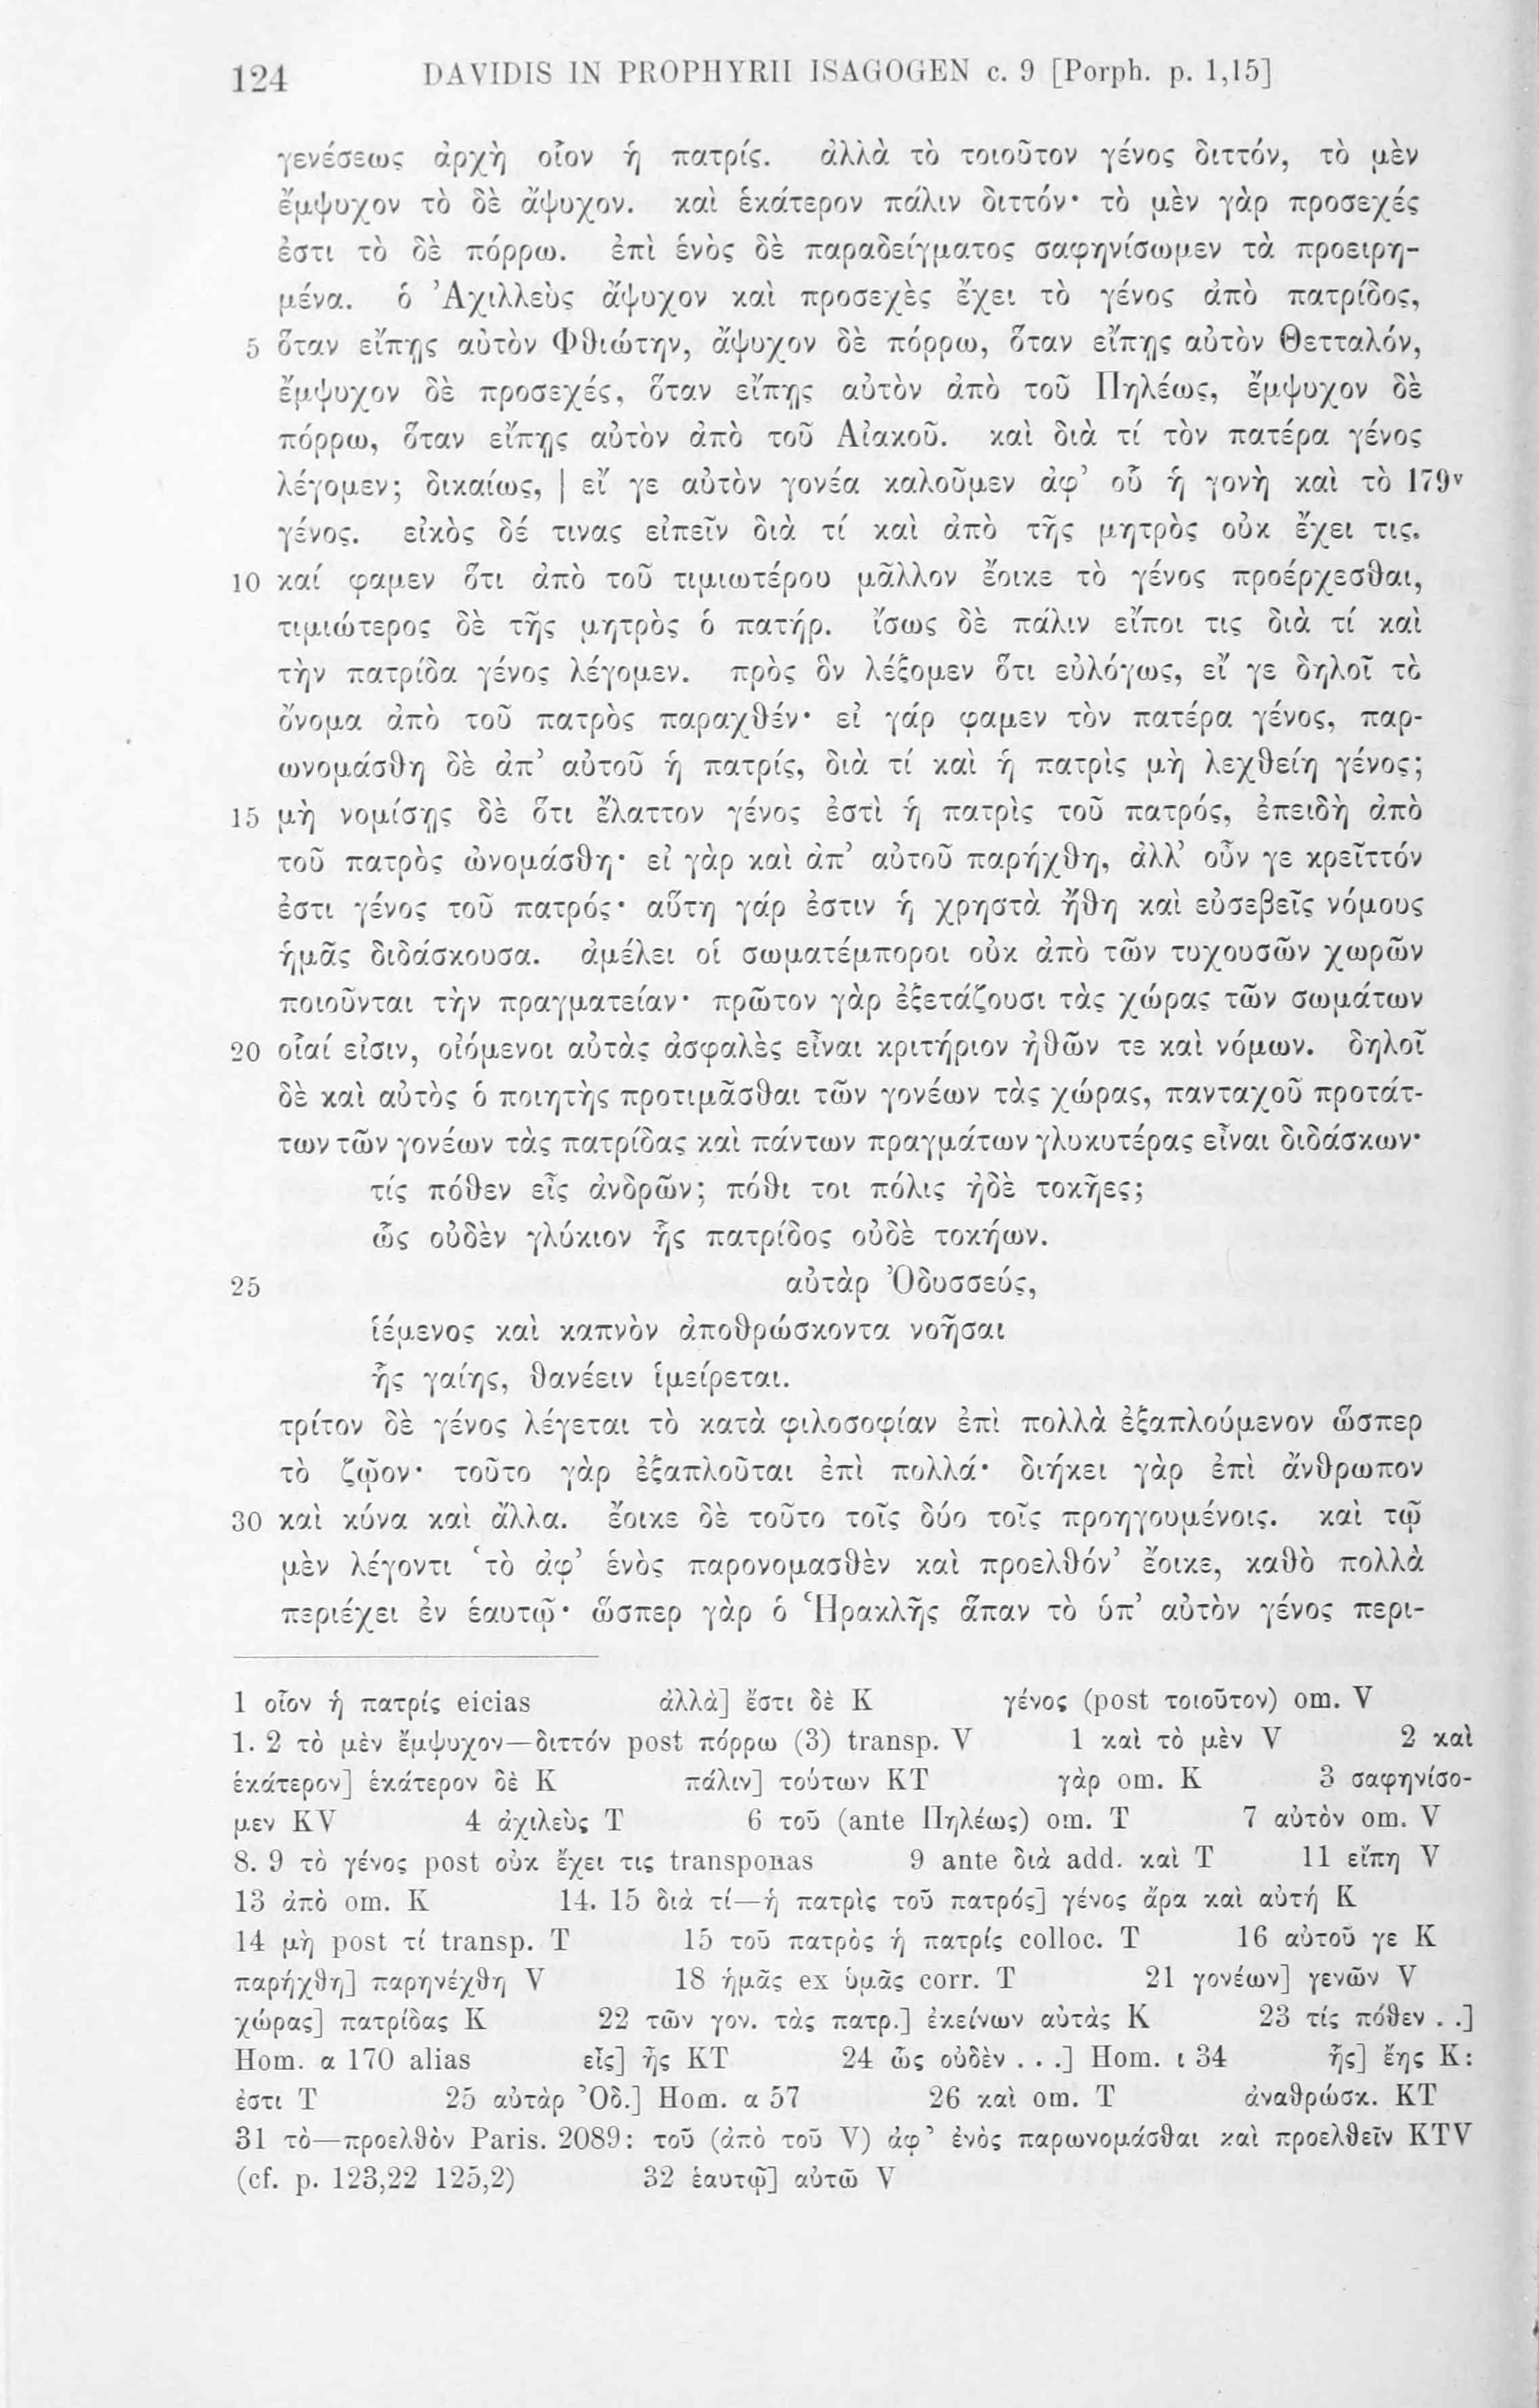 124 DAVIDIS IN PROPHYRII ISAGOGEN c. 9 [Porph. p. 1,15]
γενέσεως ἀρχὴ οἷον ἡ πατρίς. ἀλλὰ τὸ τοιοῦτον γένος διττόν, τὸ μὲν
ἔμψυχον τὸ δὲ ἄψυχον. καὶ ἑκάτερον πάλιν διττόν· τὸ μὲν γὰρ προσεχές
ἐστι τὸ δὲ πόρρω. ἐπὶ ἑνὸς δὲ παραδείγματος σαφηνίσωμεν τὰ προειρη-
μένα. ὁ Ἀχιλλεὺς ἄψυχον καὶ προσεχὲς ἔχει τὸ γένος ἀπὸ πατρίδος,
5 ὅταν εἴπῃς αὐτὸν Φθιώτην, ἄψυχον δὲ πόρρω, ὅταν εἴπῃς αὐτὸν Θετταλόν,
ἔμψυχον δὲ προσεχές, ὅταν εἴπῃς αὐτὸν ἀπὸ τοῦ Πηλέως, ἔμψυχον δὲ
πόρρω, ὅταν εἴπῃς αὐτὸν ἀπὸ τοῦ Αἰακοῦ. καὶ διὰ τί τὸν πατέρα γένος
λέγομεν; δικαίως, | εἴ γε αὐτὸν γονέα καλοῦμεν ἀφ’ οὗ ἡ γονὴ καὶ τὸ 179ᵛ
γένος. εἰκὸς δέ τινας εἰπεῖν διὰ τί καὶ ἀπὸ τῆς μητρὸς οὐκ ἔχει τις.
10 καί φαμεν ὅτι ἀπὸ τοῦ τιμιωτέρου μᾶλλον ἔοικε τὸ γένος προέρχεσθαι,
τιμιώτερος δὲ τῆς μητρὸς ὁ πατήρ. ἴσως δὲ πάλιν εἴποι τις διὰ τί καὶ
τὴν πατρίδα γένος λέγομεν. πρὸς ὃν λέξομεν ὅτι εὐλόγως, εἴ γε δηλοῖ τὸ
ὄνομα ἀπὸ τοῦ πατρὸς παραχθέν· εἰ γάρ φαμεν τὸν πατέρα γένος, παρ-
ωνομάσθη δὲ ἀπ’ αὐτοῦ ἡ πατρίς, διὰ τί καὶ ἡ πατρὶς μὴ λεχθείη γένος;
15 μὴ νομίσῃς δὲ ὅτι ἔλαττον γένος ἐστὶ ἡ πατρὶς τοῦ πατρός, ἐπειδὴ ἀπὸ
τοῦ πατρὸς ὠνομάσθη· εἰ γὰρ καὶ ἀπ’ αὐτοῦ παρήχθη, ἀλλ’ οὖν γε κρεῖττόν
ἐστι γένος τοῦ πατρός· αὕτη γάρ ἐστιν ἡ χρηστὰ ἤθη καὶ εὐσεβεῖς νόμους
ἡμᾶς διδάσκουσα. ἀμέλει οἱ σωματέμποροι οὐκ ἀπὸ τῶν τυχουσῶν χωρῶν
ποιοῦνται τὴν πραγματείαν· πρῶτον γὰρ ἐξετάζουσι τὰς χώρας τῶν σωμάτων
20 οἷαί εἰσιν, οἰόμενοι αὐτὰς ἀσφαλὲς εἶναι κριτήριον ἠθῶν τε καὶ νόμων. δηλοῖ
δὲ καὶ αὐτὸς ὁ ποιητὴς προτιμᾶσθαι τῶν γονέων τὰς χώρας, πανταχοῦ προτάτ-
των τῶν γονέων τὰς πατρίδας καὶ πάντων πραγμάτων γλυκυτέρας εἶναι διδάσκων·
τίς πόθεν εἶς ἀνδρῶν; πόθι τοι πόλις ἠδὲ τοκῆες;
ὣς οὐδὲν γλύκιον ἧς πατρίδος οὐδὲ τοκήων.
25 αὐτὰρ Ὀδυσσεύς,
ἱέμενος καὶ καπνὸν ἀποθρώσκοντα νοῆσαι
ἧς γαίης, θανέειν ἱμείρεται.
τρίτον δὲ γένος λέγεται τὸ κατὰ φιλοσοφίαν ἐπὶ πολλὰ ἐξαπλούμενον ὥσπερ
τὸ ζῷον· τοῦτο γὰρ ἐξαπλοῦται ἐπὶ πολλά· διήκει γὰρ ἐπὶ ἄνθρωπον
30 καὶ κύνα καὶ ἄλλα. ἔοικε δὲ τοῦτο τοῖς δύο τοῖς προηγουμένοις. καὶ τῷ
μὲν λέγοντι ‘τὸ ἀφ’ ἑνὸς παρονομασθὲν καὶ προελθόν’ ἔοικε, καθὸ πολλὰ
περιέχει ἐν ἑαυτῷ· ὥσπερ γὰρ ὁ Ἡρακλῆς ἅπαν τὸ ὑπ’ αὐτὸν γένος περι-
1 οἷον ἡ πατρίς eicias ἀλλὰ] ἔστι δὲ K γένος (post τοιοῦτον) om. V
1. 2 τὸ μὲν ἔμψυχον—διττόν post πόρρω (3) transp. V 1 καὶ τὸ μὲν V 2 καὶ
ἑκάτερον] ἑκάτερον δὲ K πάλιν] τούτων KT γὰρ om. K 3 σαφηνίσο-
μεν KV 4 ἀχιλεὺς T 6 τοῦ (ante Πηλέως) om. T 7 αὐτὸν om. V
8. 9 τὸ γένος post οὐκ ἔχει τις transponas 9 ante διὰ add. καὶ T 11 εἴπη V
13 ἀπὸ om. K 14. 15 διὰ τί—ἡ πατρὶς τοῦ πατρός] γένος ἄρα καὶ αὐτή K
14 μὴ post τί transp. T 15 τοῦ πατρὸς ἡ πατρίς colloc. T 16 αὐτοῦ γε K
παρήχθη] παρηνέχθη V 18 ἡμᾶς ex ὑμᾶς corr. T 21 γονέων] γενῶν V
χώρας] πατρίδας K 22 τῶν γον. τὰς πατρ.] ἐκείνων αὐτὰς K 23 τίς πόθεν . .]
Hom. α 170 alias εἶς] ἦς KT 24 ὣς οὐδὲν . . .] Hom. ι 34 ἧς] ἕης K:
ἐστι T 25 αὐτὰρ Ὀδ.] Hom. α 57 26 καὶ om. T ἀναθρώσκ. KT
31 τὸ—προελθὸν Paris. 2089: τοῦ (ἀπὸ τοῦ V) ἀφ’ ἑνὸς παρωνομάσθαι καὶ προελθεῖν KTV
(cf. p. 123,22 125,2) 32 ἑαυτῷ] αὐτῶ V